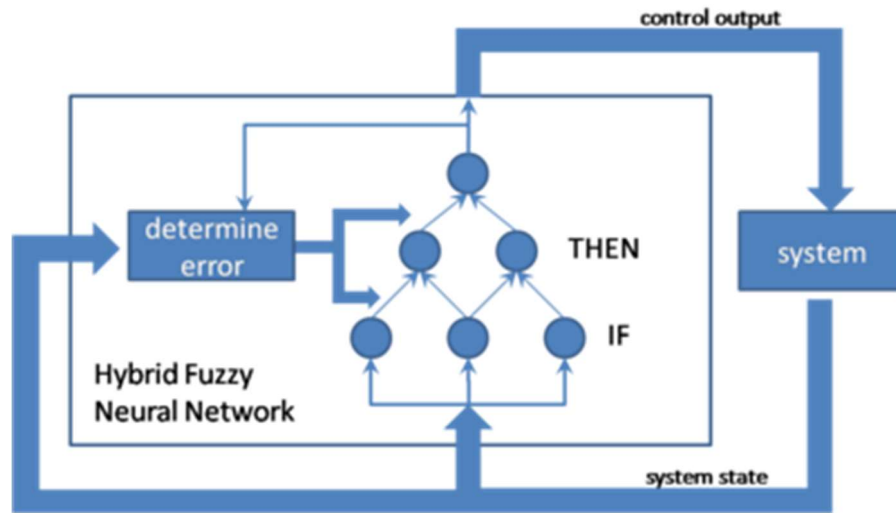 control output
determine
error
THEN
system
IF
Hybrid Fuzzy
Neural Network
system state